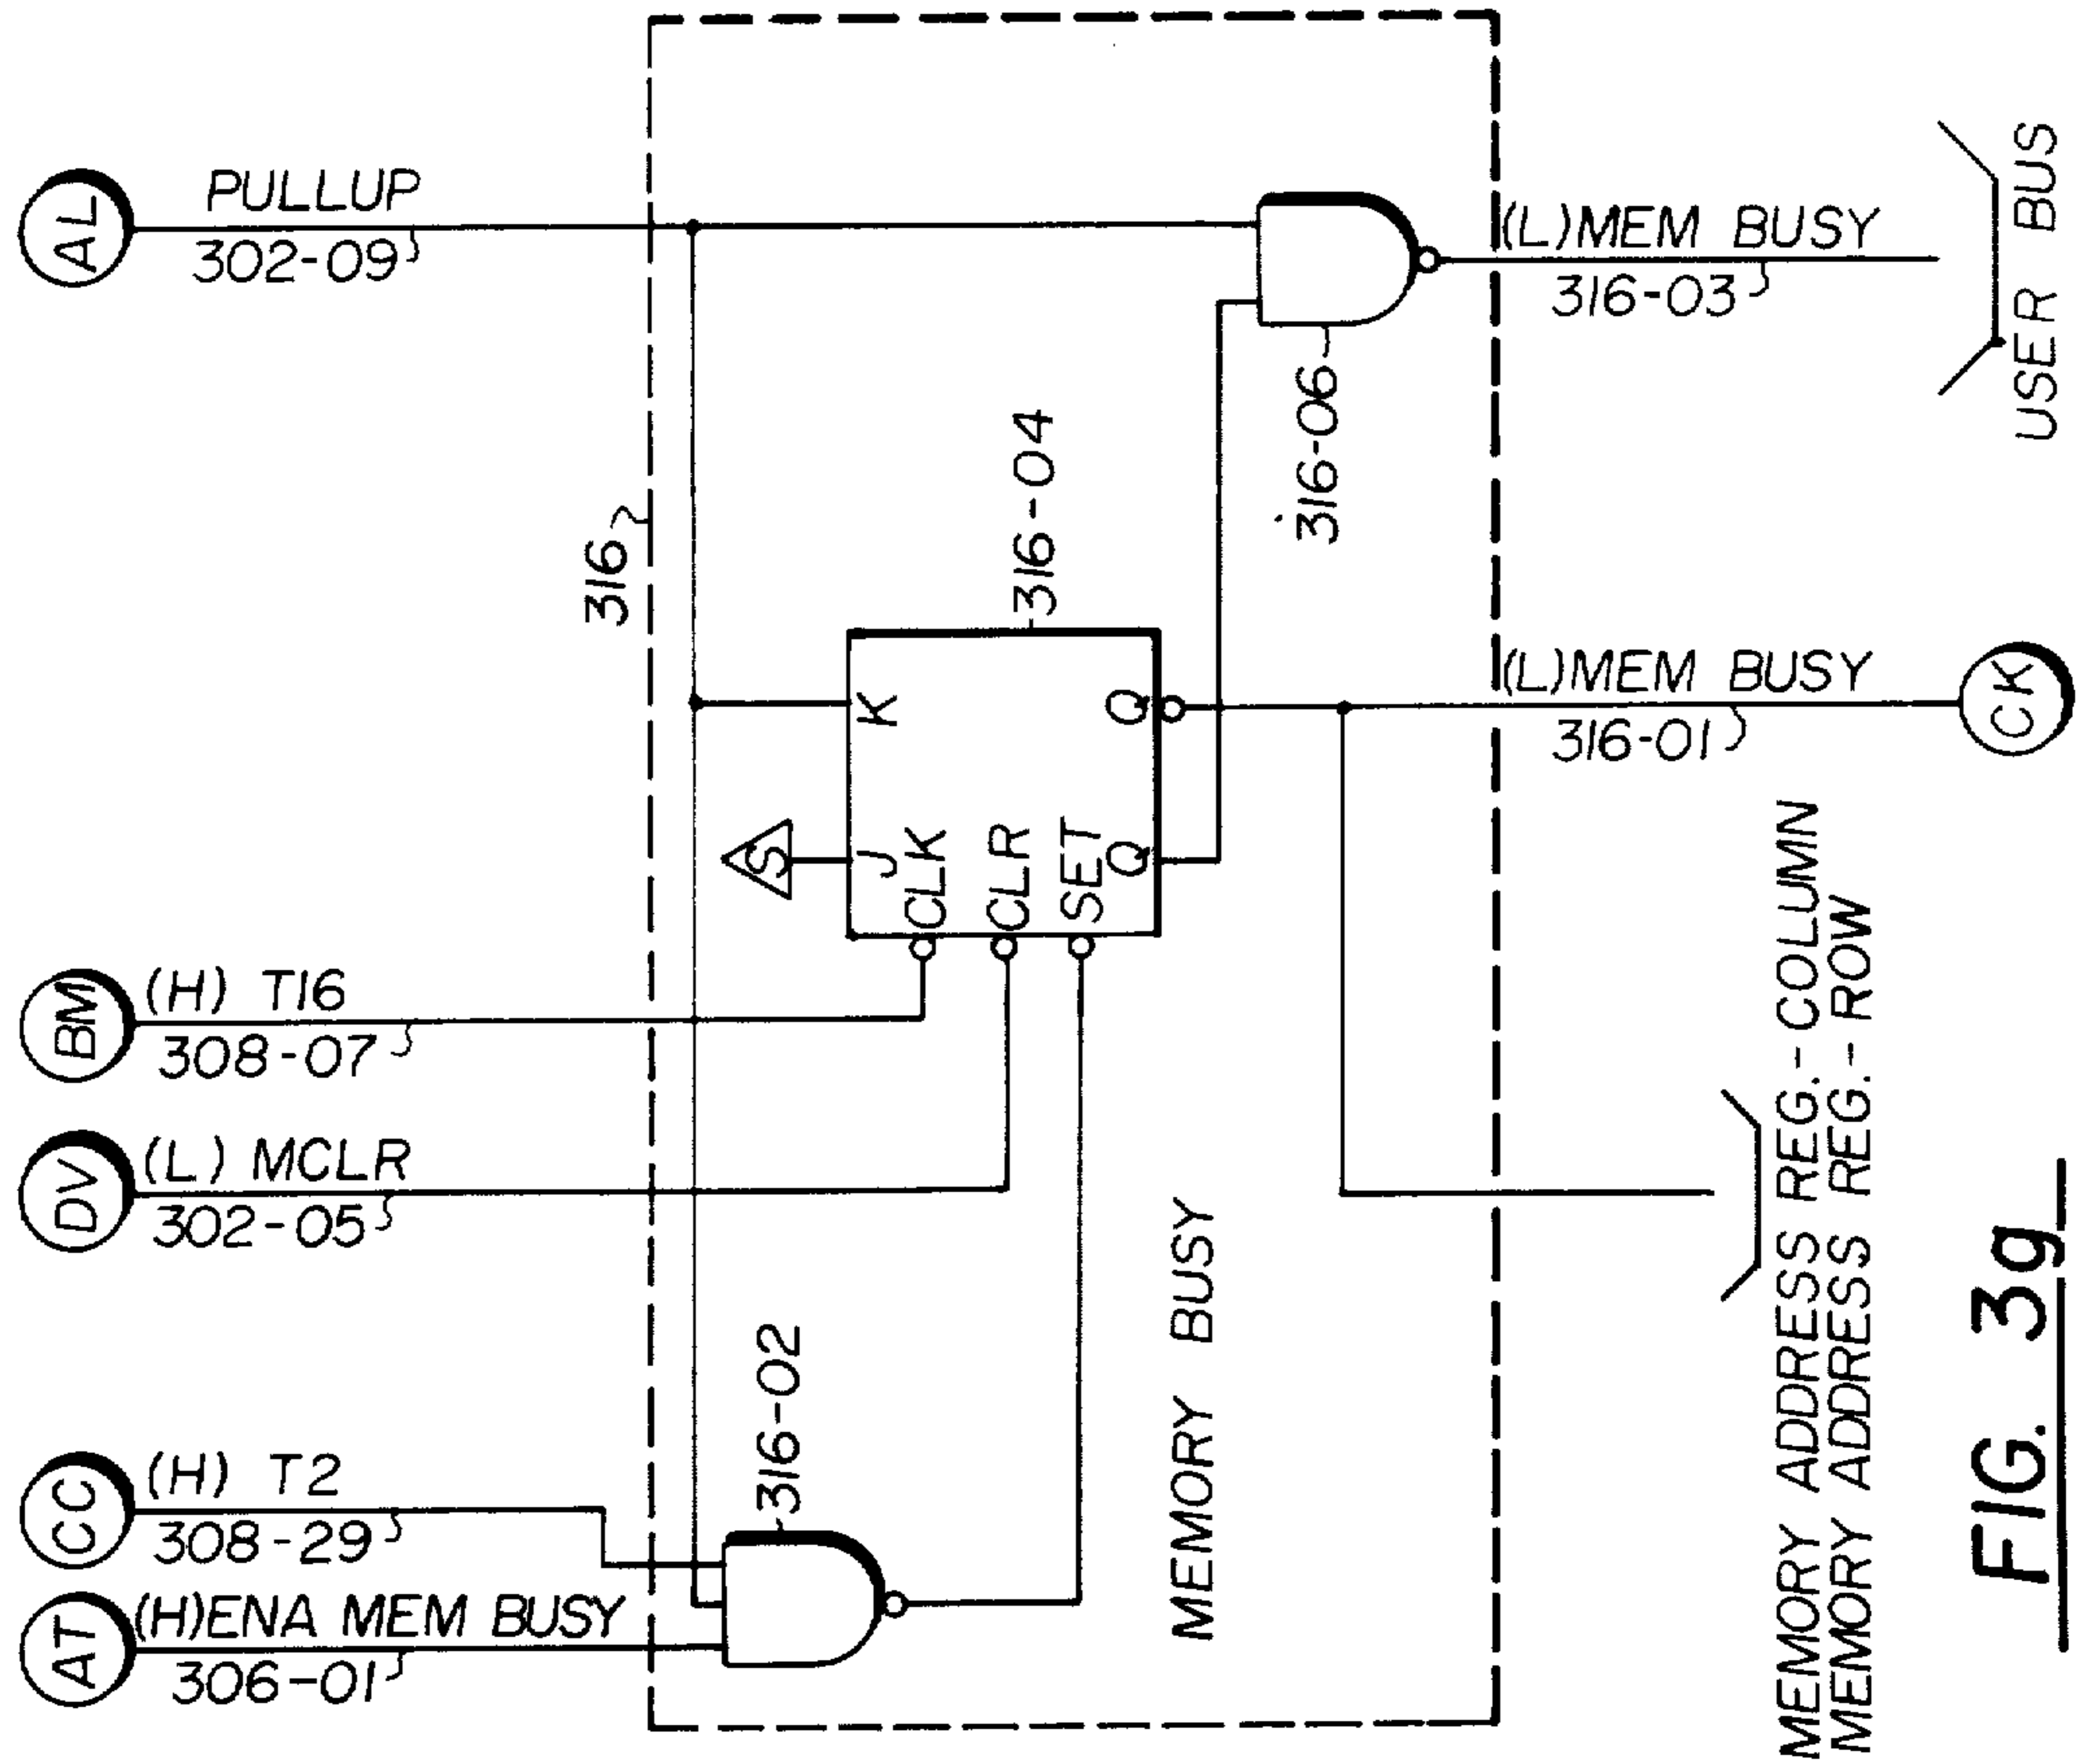 AL
PULLUP
302-09
316
BM
(H) T16
308-07
DV
(L) MCLR
302-05
CC
(H) T2
308-29
AT
(H)ENA MEM BUSY
306-01
S
J
K
CLK
CLR
SET
Q
Q
316-04
316-02
316-06
MEMORY BUSY
(L)MEM BUSY
316-03
USER BUS
(L)MEM BUSY
316-01
CK
MEMORY ADDRESS REG.-COLUMN
MEMORY ADDRESS REG.-ROW
FIG. 3g